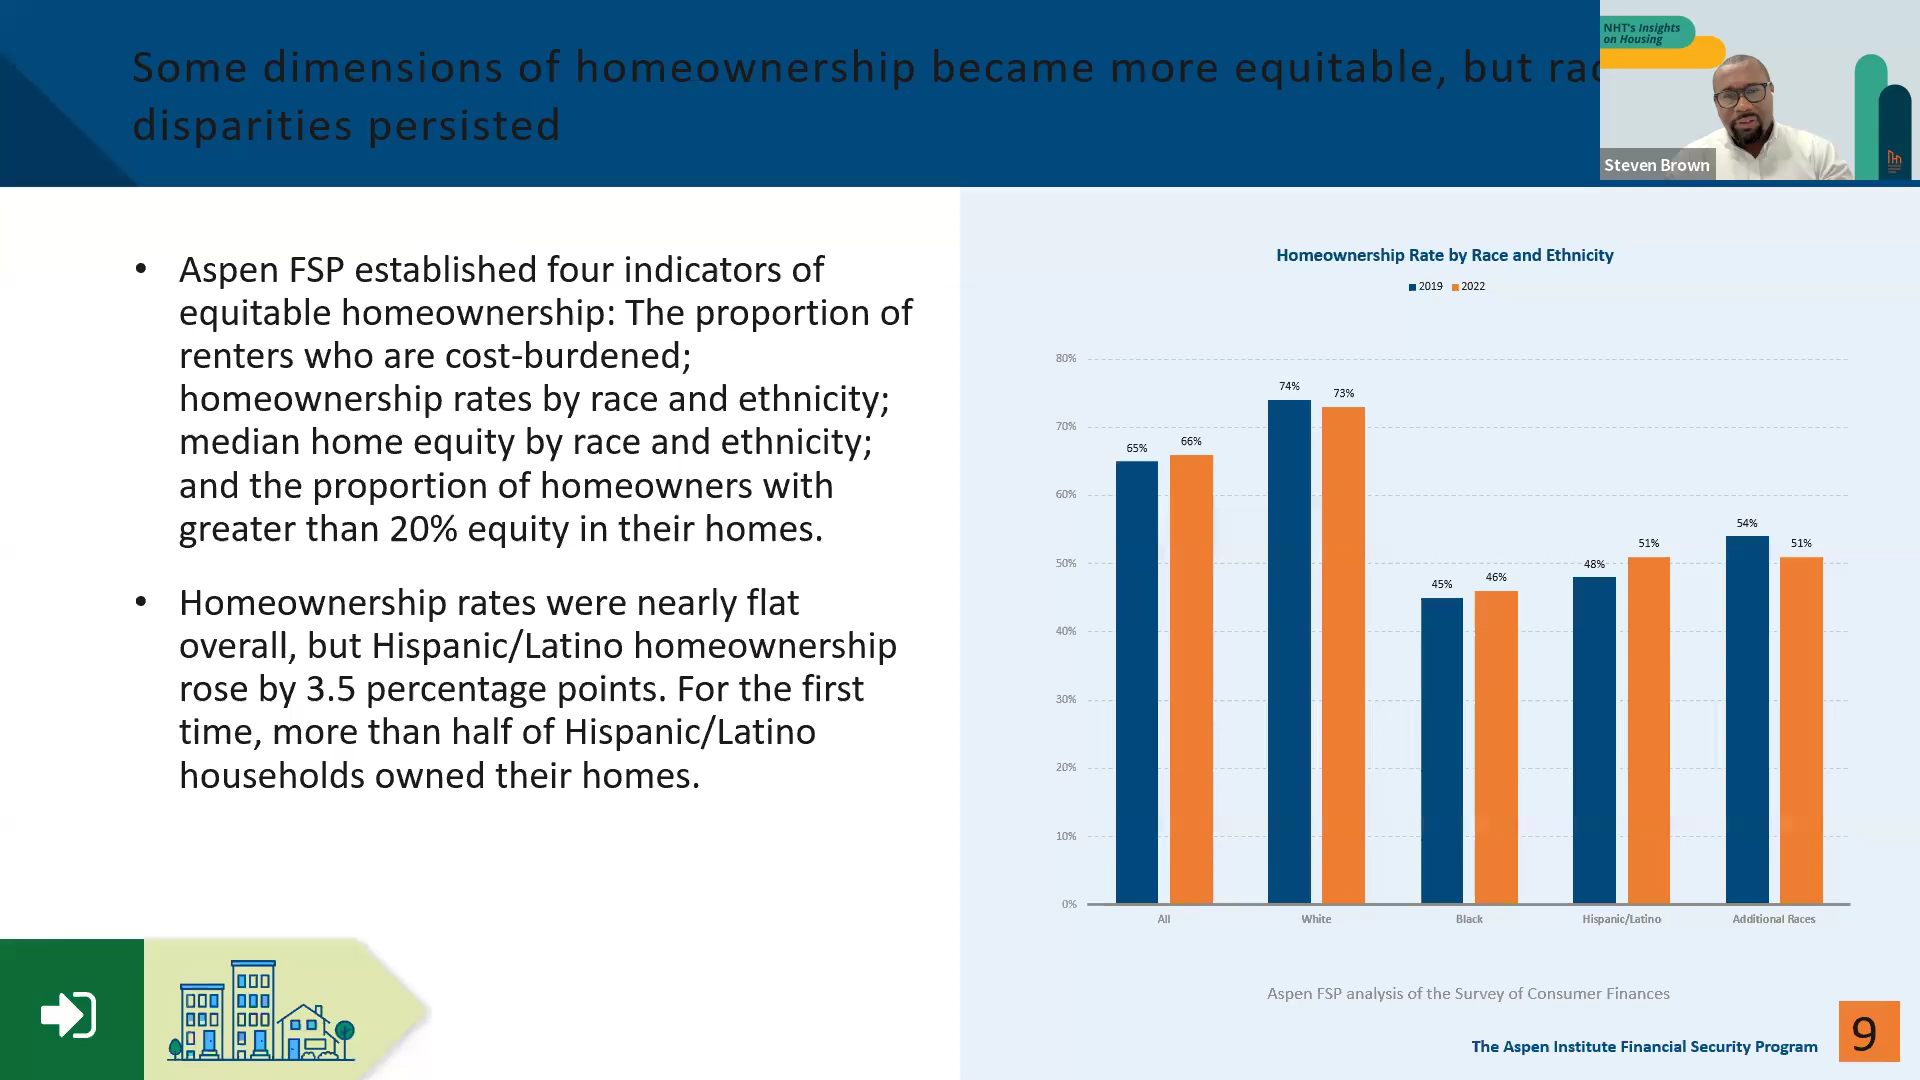 Some dimensions of homeownership became more equitable, but
disparities persisted
NHT's Insights
on Housing
Steven Brown
• Aspen FSP established four indicators of
equitable homeownership: The proportion of
renters who are cost-burdened;
homeownership rates by race and ethnicity;
median home equity by race and ethnicity;
and the proportion of homeowners with
greater than 20% equity in their homes.
• Homeownership rates were nearly flat
overall, but Hispanic/Latino homeownership
rose by 3.5 percentage points. For the first
time, more than half of Hispanic/Latino
households owned their homes.
Homeownership Rate by Race and Ethnicity
2019 2022
80%
70%
60%
50%
40%
30%
20%
10%
0%
65% 66%
74% 73%
45% 46%
48% 51%
54% 51%
All White Black Hispanic/Latino Additional Races
Aspen FSP analysis of the Survey of Consumer Finances
The Aspen Institute Financial Security Program
9